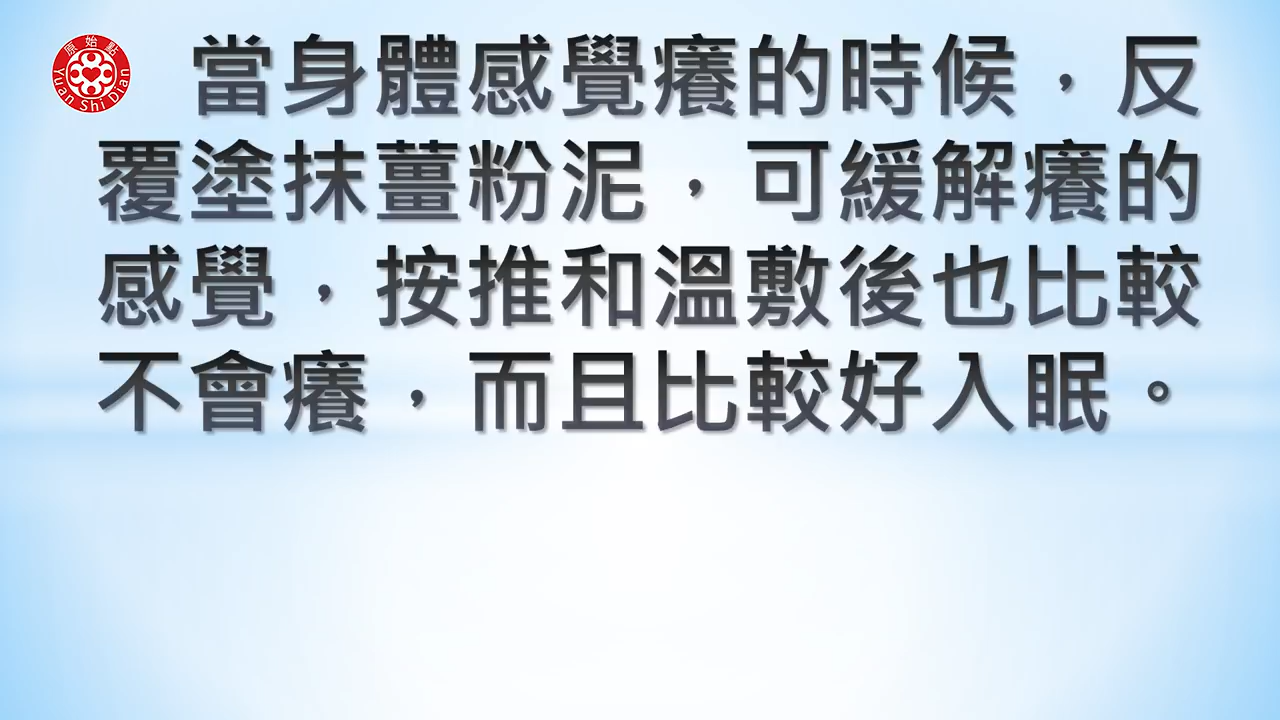 原始點
Yuan Shi Dian
當身體感覺癢的時候，反
覆塗抹薑粉泥，可緩解癢的
感覺，按推和溫敷後也比較
不會癢，而且比較好入眠。